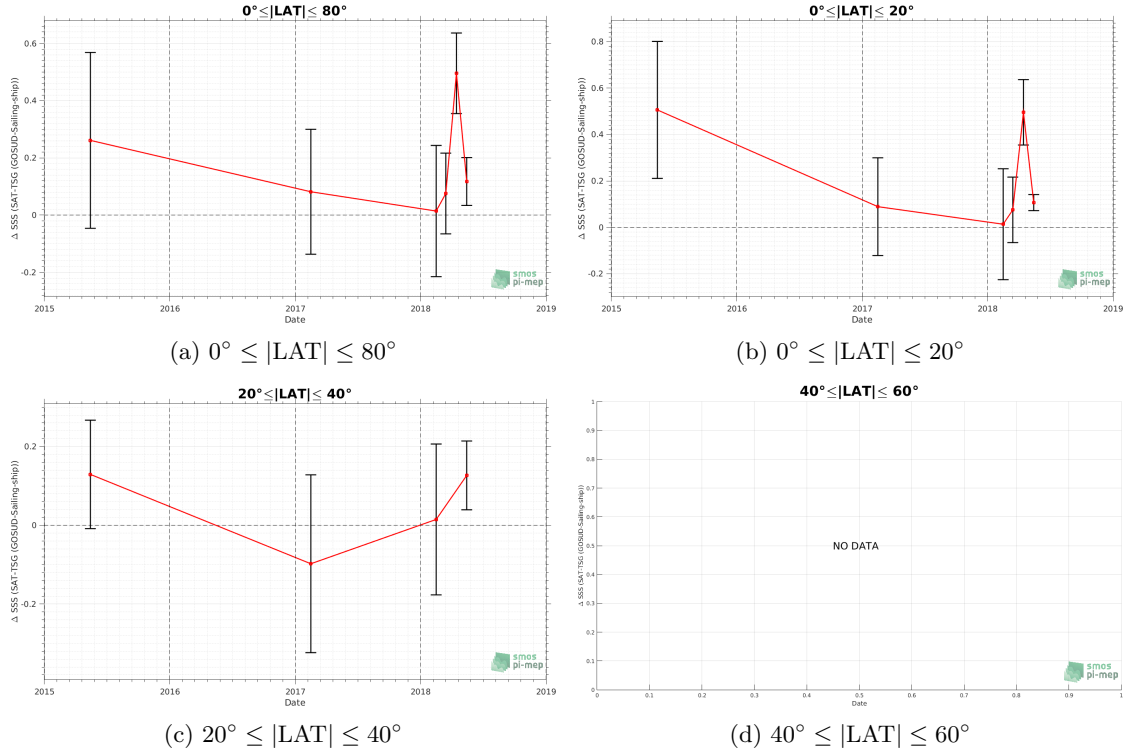 0°≤|LAT|≤ 80°
Δ SSS (SAT-TSG (GOSUD-Sailing-ship))
0.6
0.4
0.2
0
-0.2
2015 2016 2017 2018 2019
Date
smos
pi-mep
(a) 0° ≤ |LAT| ≤ 80°
0°≤|LAT|≤ 20°
Δ SSS (SAT-TSG (GOSUD-Sailing-ship))
0.8
0.6
0.4
0.2
0
-0.2
2015 2016 2017 2018 2019
Date
smos
pi-mep
(b) 0° ≤ |LAT| ≤ 20°
20°≤|LAT|≤ 40°
Δ SSS (SAT-TSG (GOSUD-Sailing-ship))
0.2
0
-0.2
2015 2016 2017 2018 2019
Date
smos
pi-mep
(c) 20° ≤ |LAT| ≤ 40°
40°≤|LAT|≤ 60°
Δ SSS (SAT-TSG (GOSUD-Sailing-ship))
1
0.9
0.8
0.7
0.6
0.5
0.4
0.3
0.2
0.1
0
NO DATA
0 0.1 0.2 0.3 0.4 0.5 0.6 0.7 0.8 0.9 1
Date
smos
pi-mep
(d) 40° ≤ |LAT| ≤ 60°